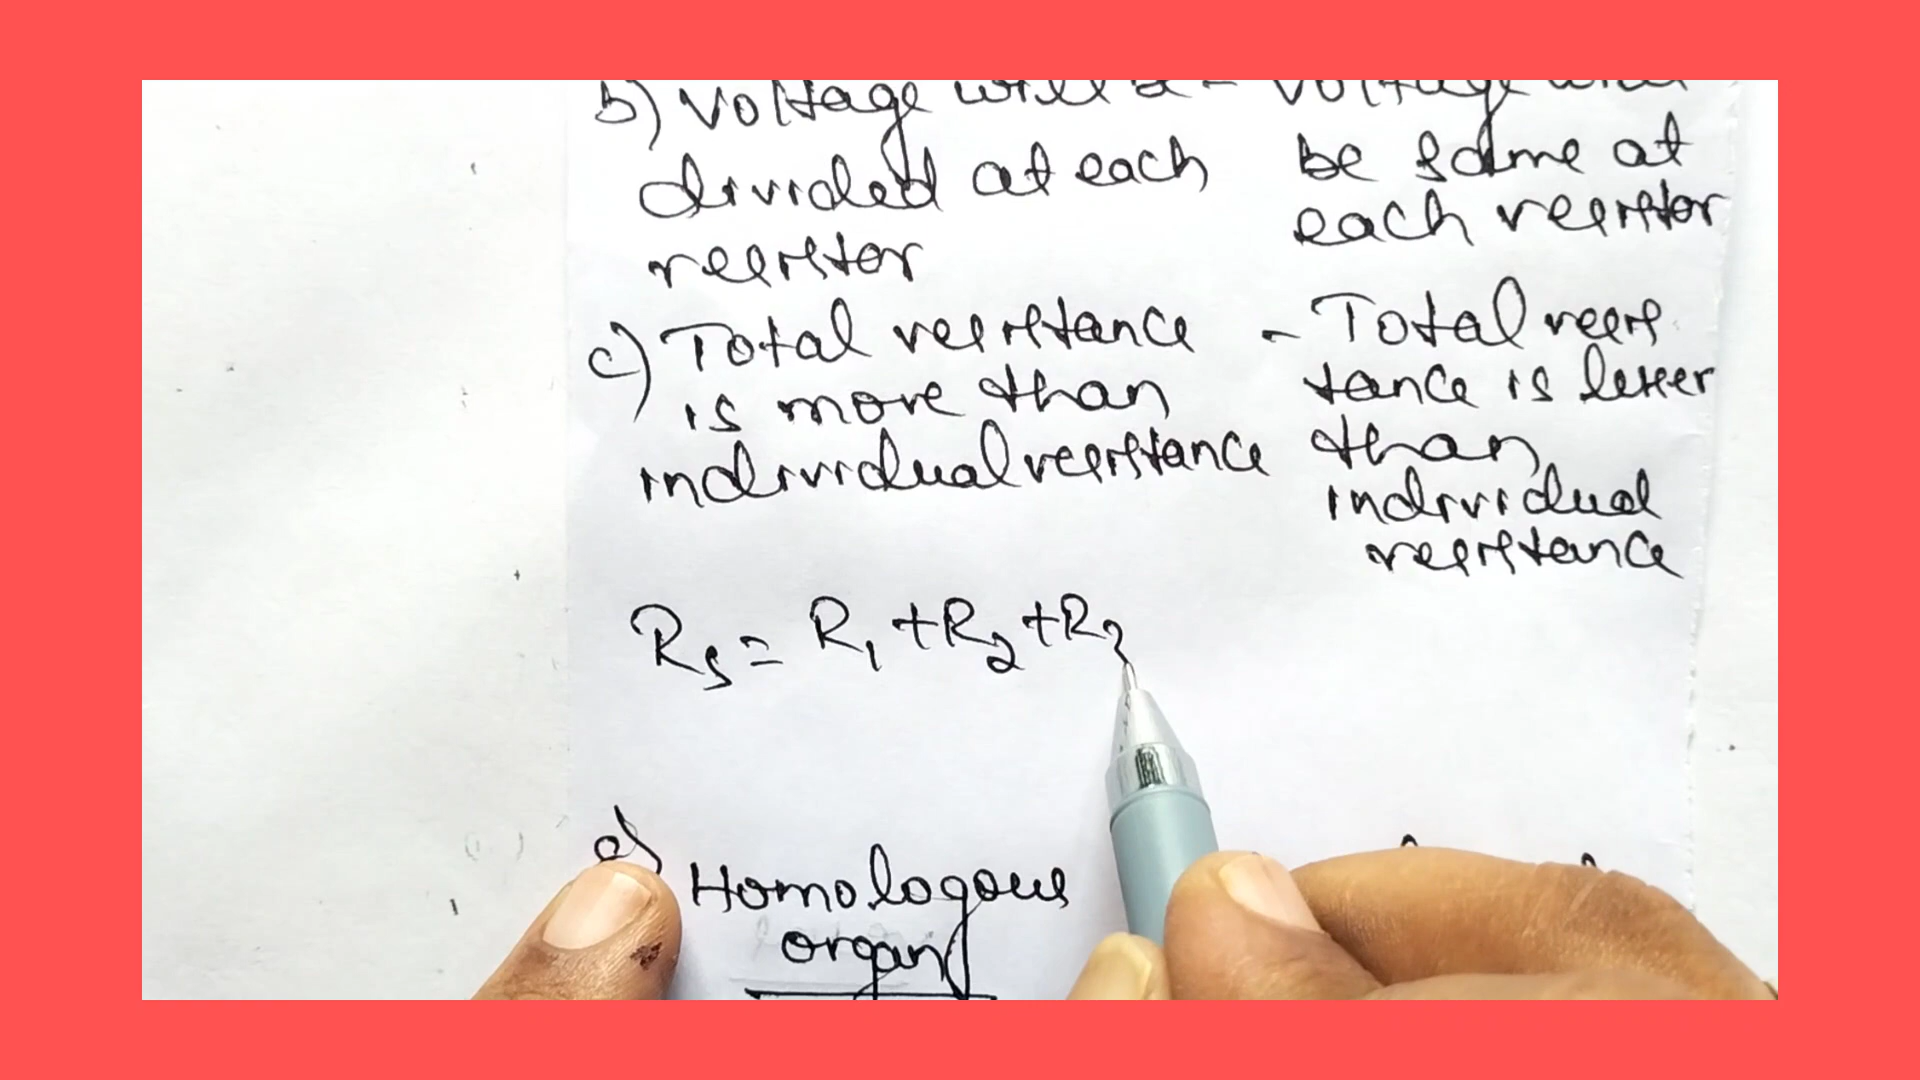 b) Voltage will be - Voltage will
divided at each
be same at
resistor
each resistor
c) Total resistance
is more than
individual resistance
- Total resis
tance is lesser
than
individual
resistance
Rs = R1 + R2 + R3
Homologous
organs